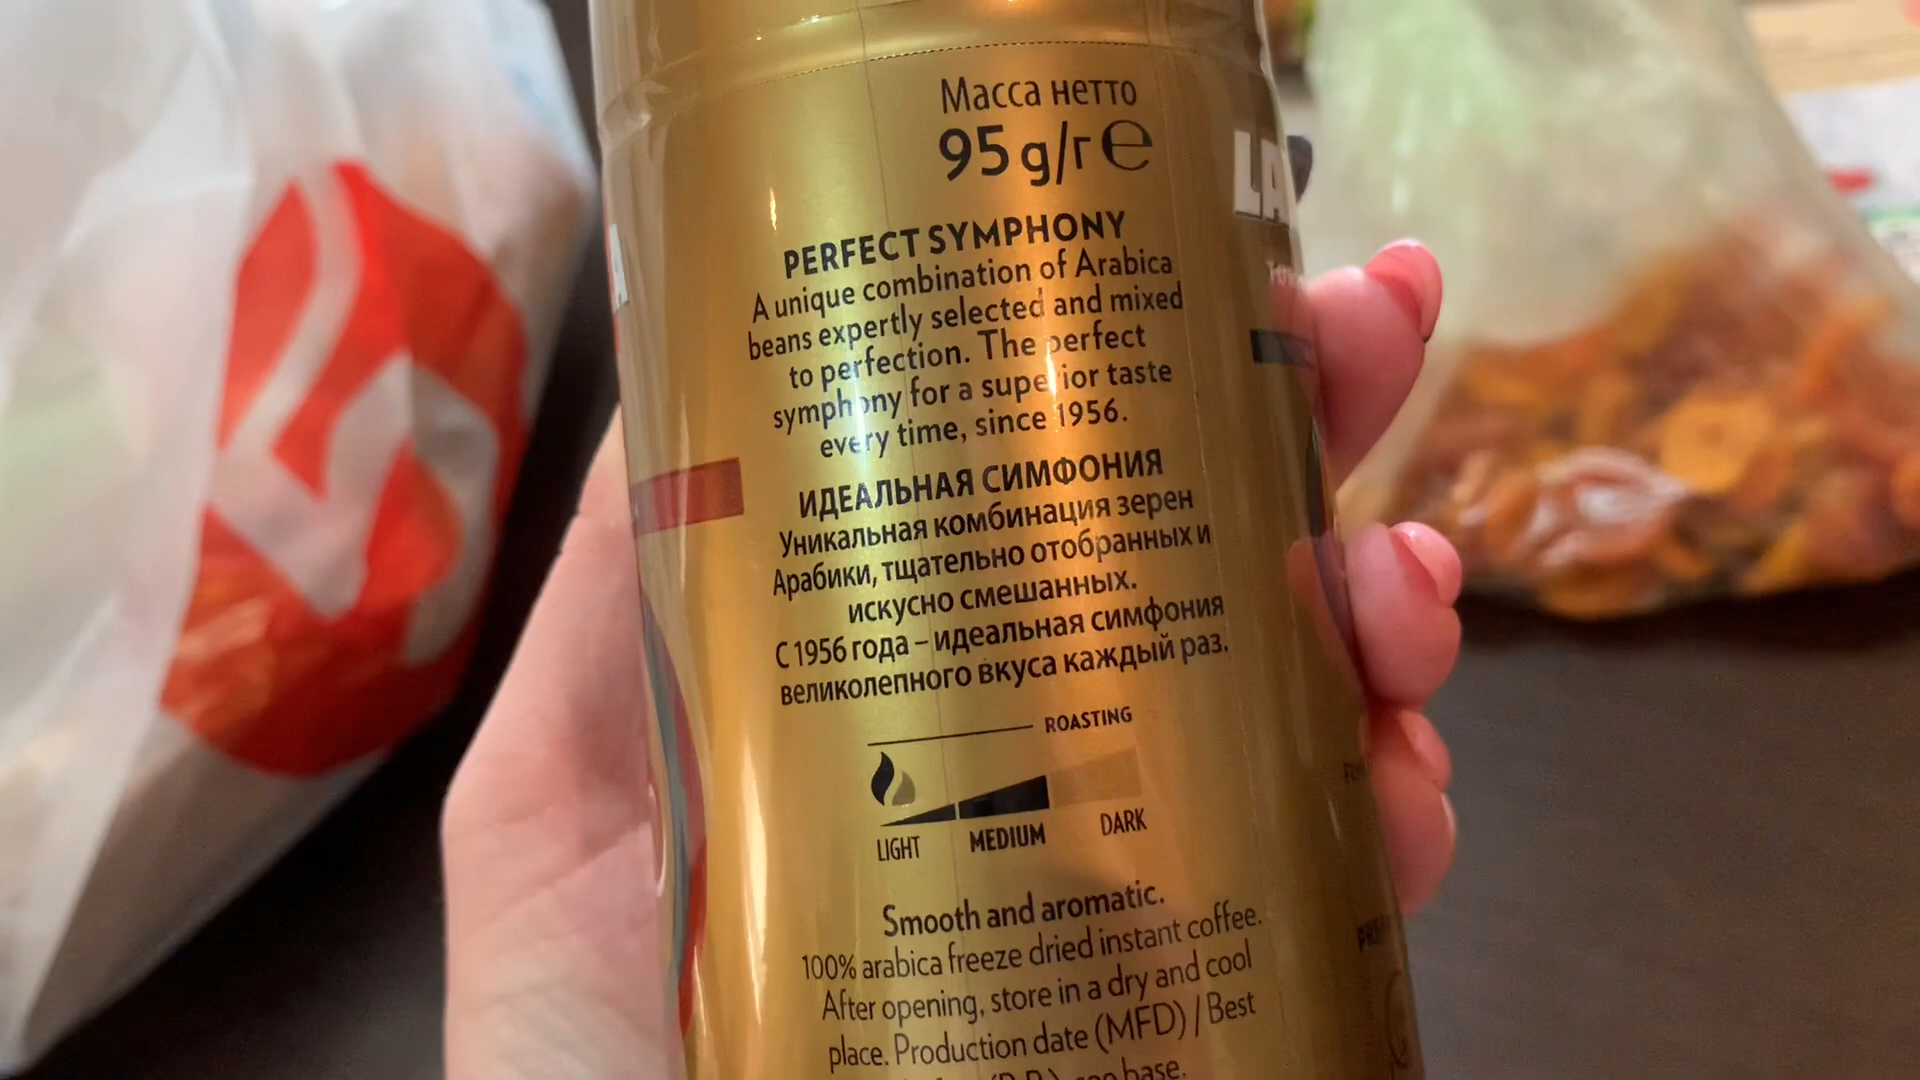 Масса нетто
95 g/г ℮
LA
PERFECT SYMPHONY
A unique combination of Arabica
beans expertly selected and mixed
to perfection. The perfect
symphony for a superior taste
every time, since 1956.
ИДЕАЛЬНАЯ СИМФОНИЯ
Уникальная комбинация зерен
Арабики, тщательно отобранных и
искусно смешанных.
С 1956 года – идеальная симфония
великолепного вкуса каждый раз.
ROASTING
LIGHT MEDIUM DARK
Smooth and aromatic.
100% arabica freeze dried instant coffee.
After opening, store in a dry and cool
place. Production date (MFD) / Best
base.